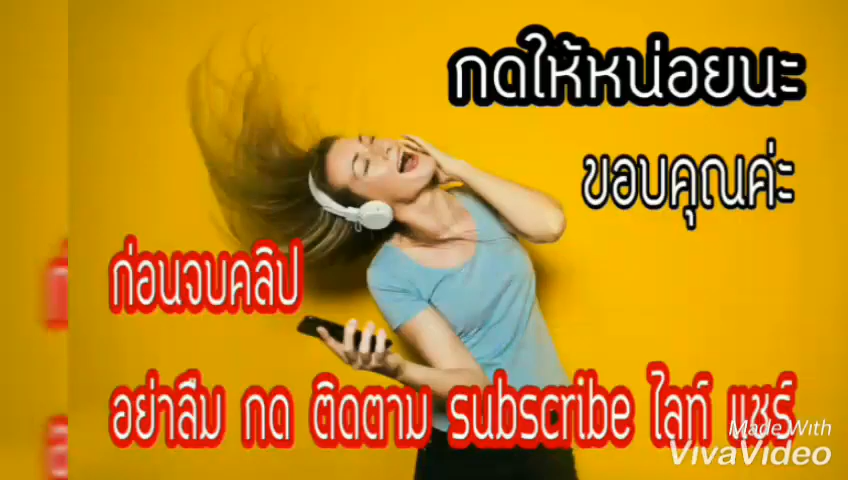 กดให้หน่อยนะ
ขอบคุณค่ะ
ก่อนจบคลิป
อย่าลืม กด ติดตาม subscribe ไลท์ แชร์
Made With
VivaVideo